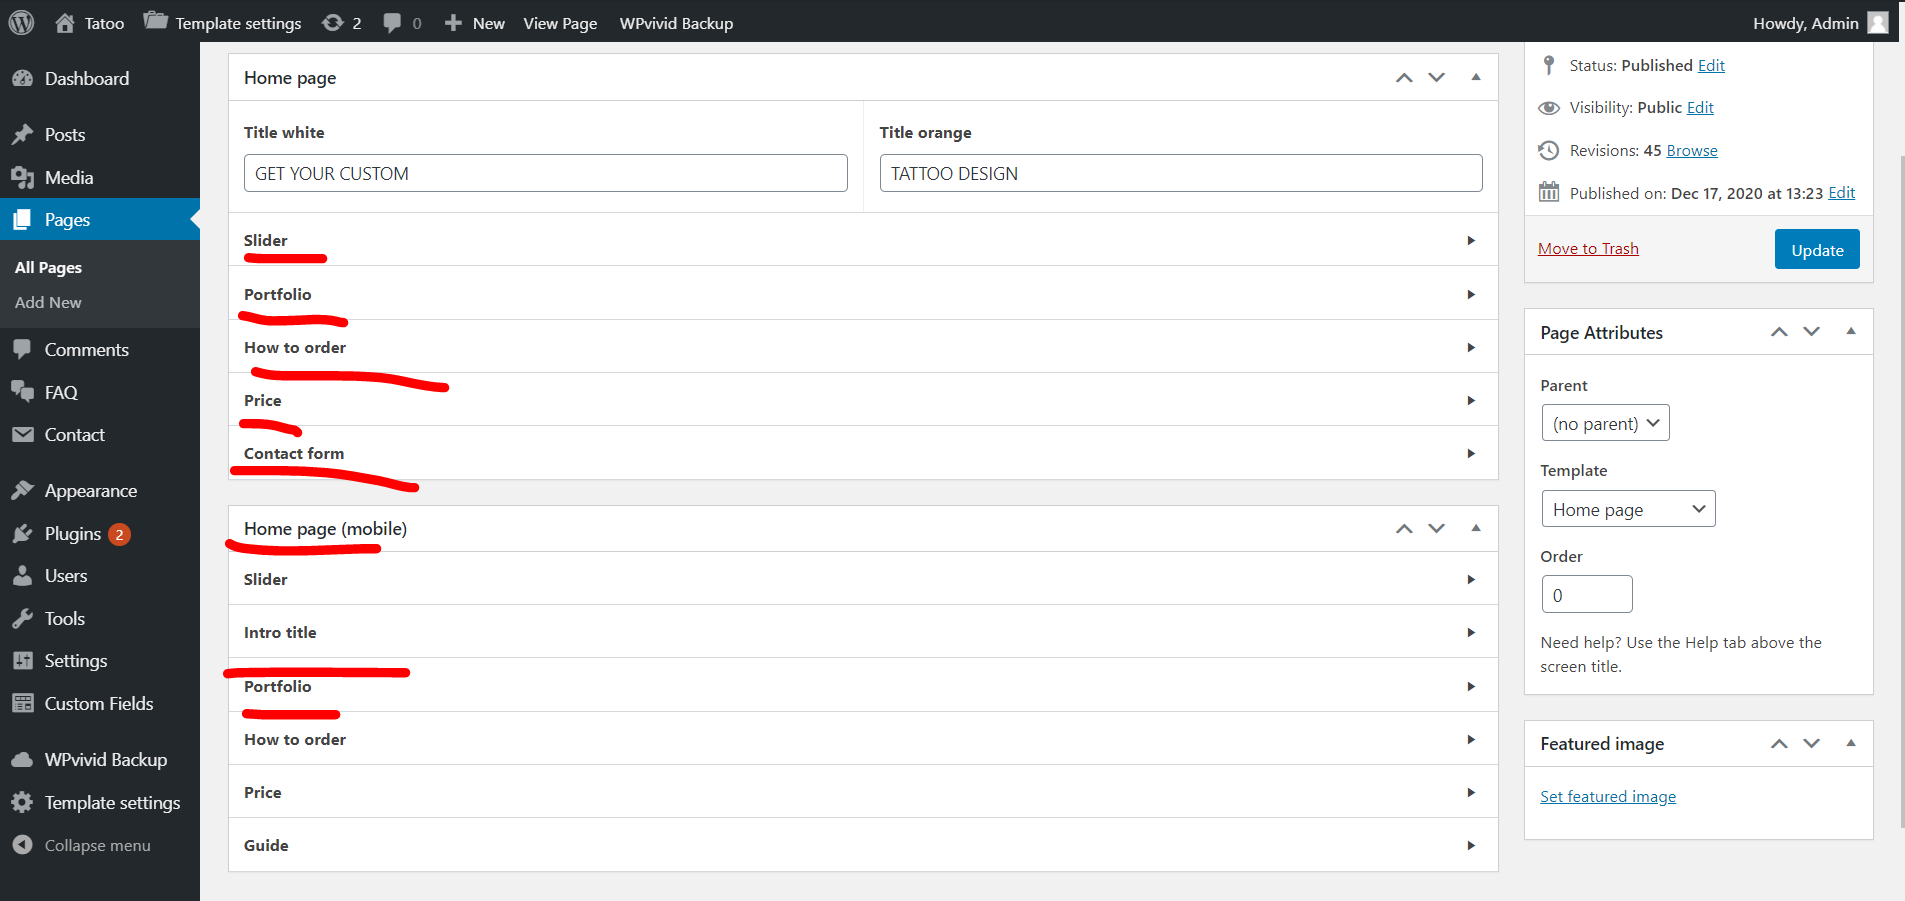 Tatoo Template settings 2 0 New View Page WPvivid Backup Howdy, Admin
Dashboard
Posts
Media
Pages
All Pages
Add New
Comments
FAQ
Contact
Appearance
Plugins 2
Users
Tools
Settings
Custom Fields
WPvivid Backup
Template settings
Collapse menu
Home page
Title white
GET YOUR CUSTOM
Title orange
TATTOO DESIGN
Slider
Portfolio
How to order
Price
Contact form
Home page (mobile)
Slider
Intro title
Portfolio
How to order
Price
Guide
Status: Published Edit
Visibility: Public Edit
Revisions: 45 Browse
Published on: Dec 17, 2020 at 13:23 Edit
Move to Trash
Update
Page Attributes
Parent
(no parent)
Template
Home page
Order
0
Need help? Use the Help tab above the
screen title.
Featured image
Set featured image